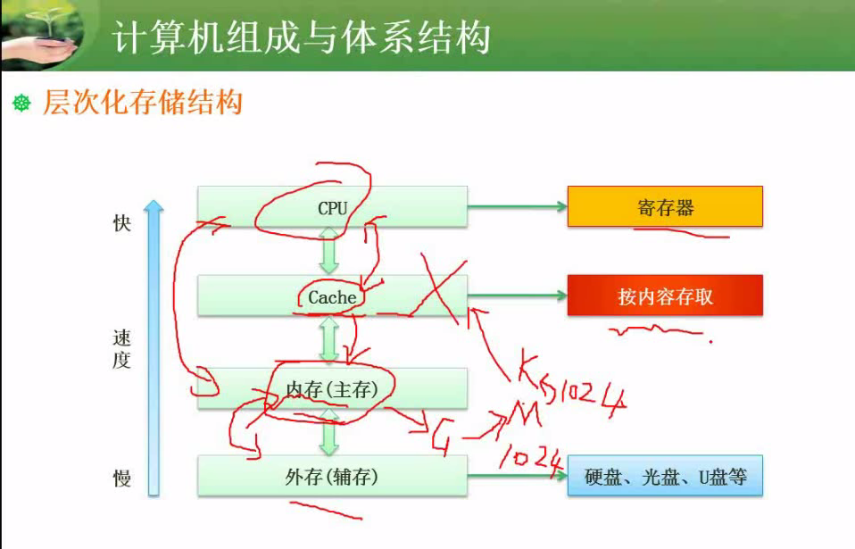 计算机组成与体系结构
层次化存储结构
快
CPU
寄存器
Cache
按内容存取
速度
内存(主存)
K 1024
G
M
1024
慢
外存(辅存)
硬盘、光盘、U盘等